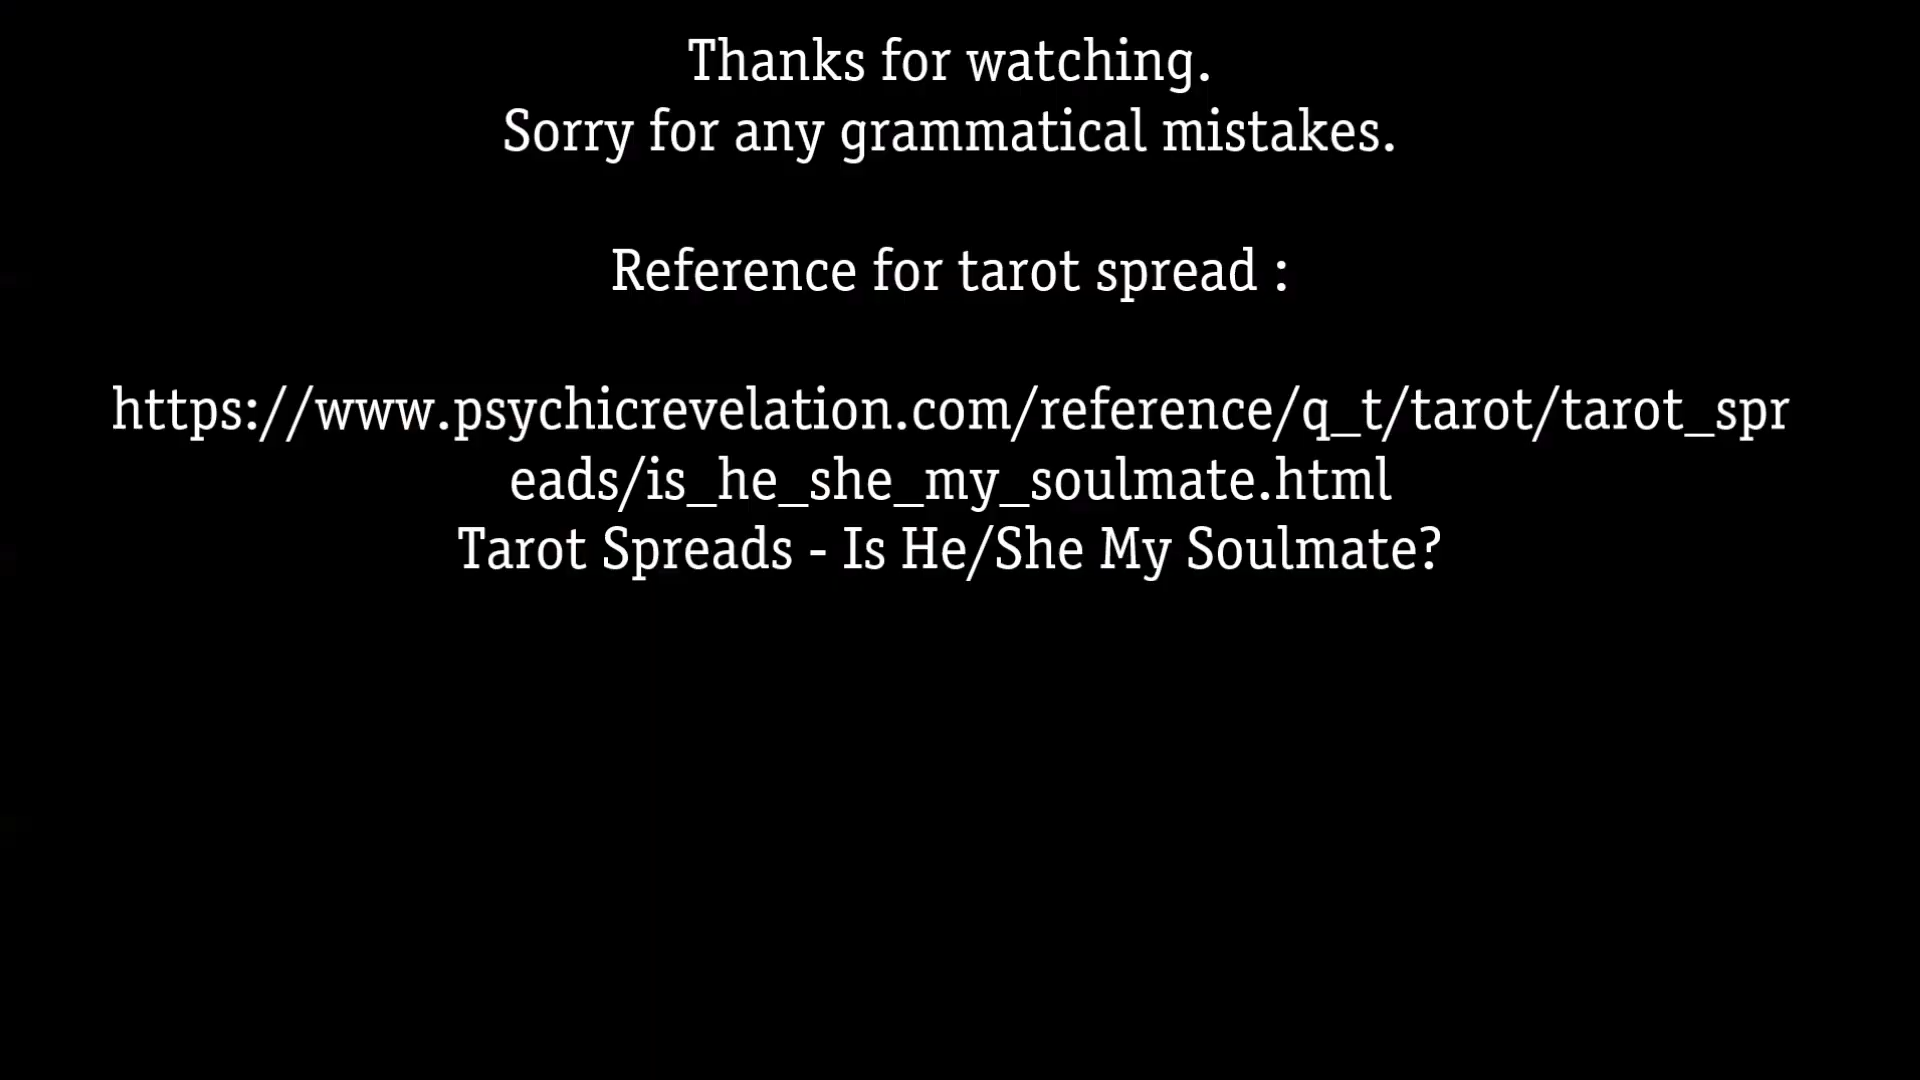 Thanks for watching.
Sorry for any grammatical mistakes.
Reference for tarot spread :
https://www.psychicrevelation.com/reference/q_t/tarot/tarot_spr
eads/is_he_she_my_soulmate.html
Tarot Spreads - Is He/She My Soulmate?